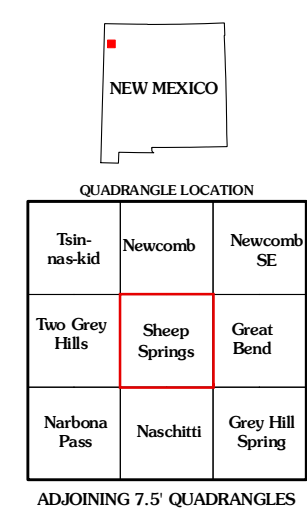 NEW MEXICO
QUADRANGLE LOCATION
Tsin-
nas-kid
Newcomb
Newcomb
SE
Two Grey
Hills
Sheep
Springs
Great
Bend
Narbona
Pass
Naschitti
Grey Hill
Spring
ADJOINING 7.5' QUADRANGLES